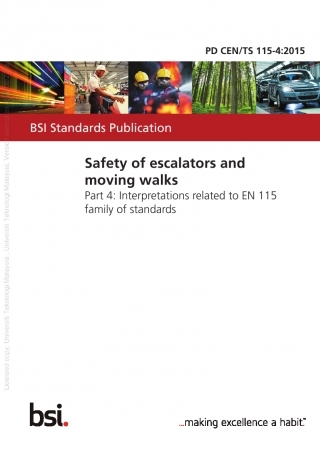 PD CEN/TS 115-4:2015
BSI Standards Publication
Safety of escalators and
moving walks
Part 4: Interpretations related to EN 115
family of standards
bsi.
...making excellence a habit.™